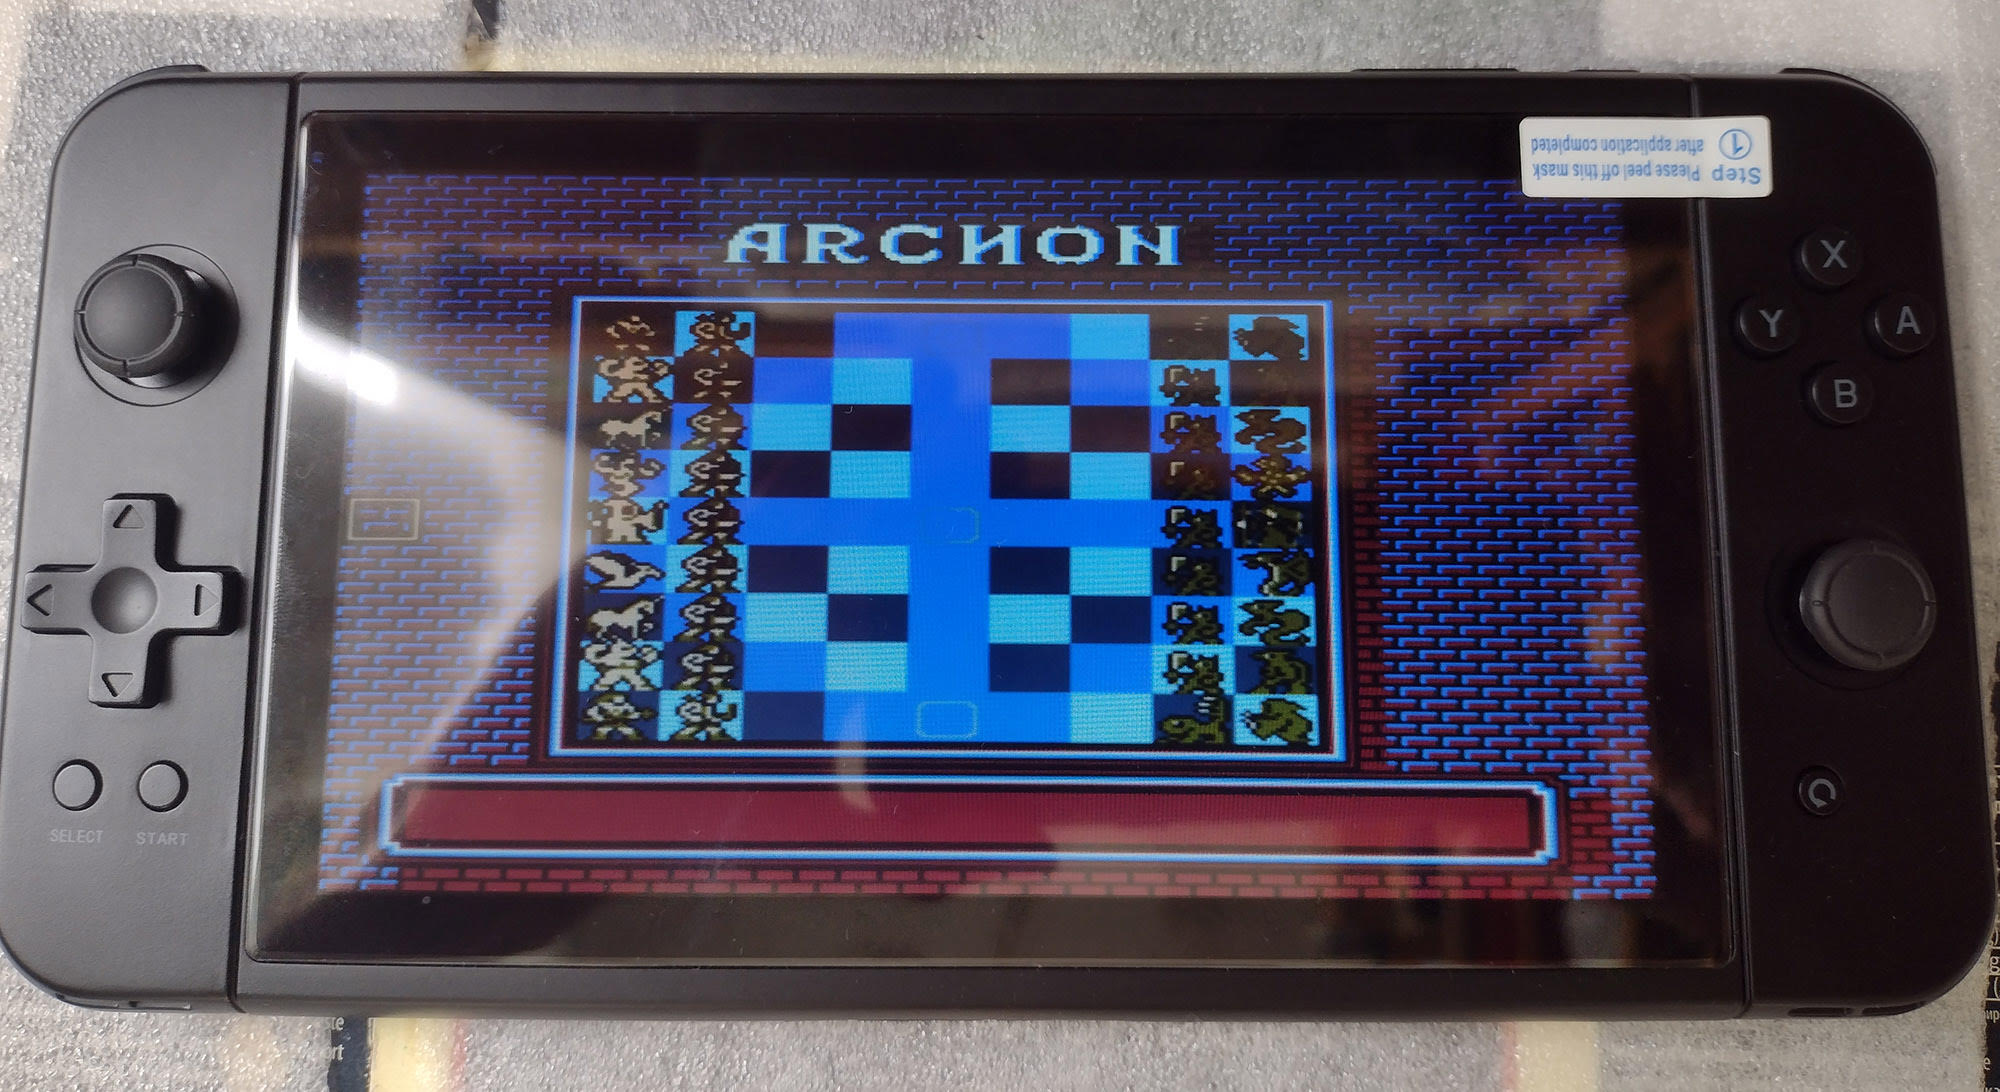 ARCHON
Step 1
Please peel off this mask
after application completed
X
Y
A
B
SELECT
START